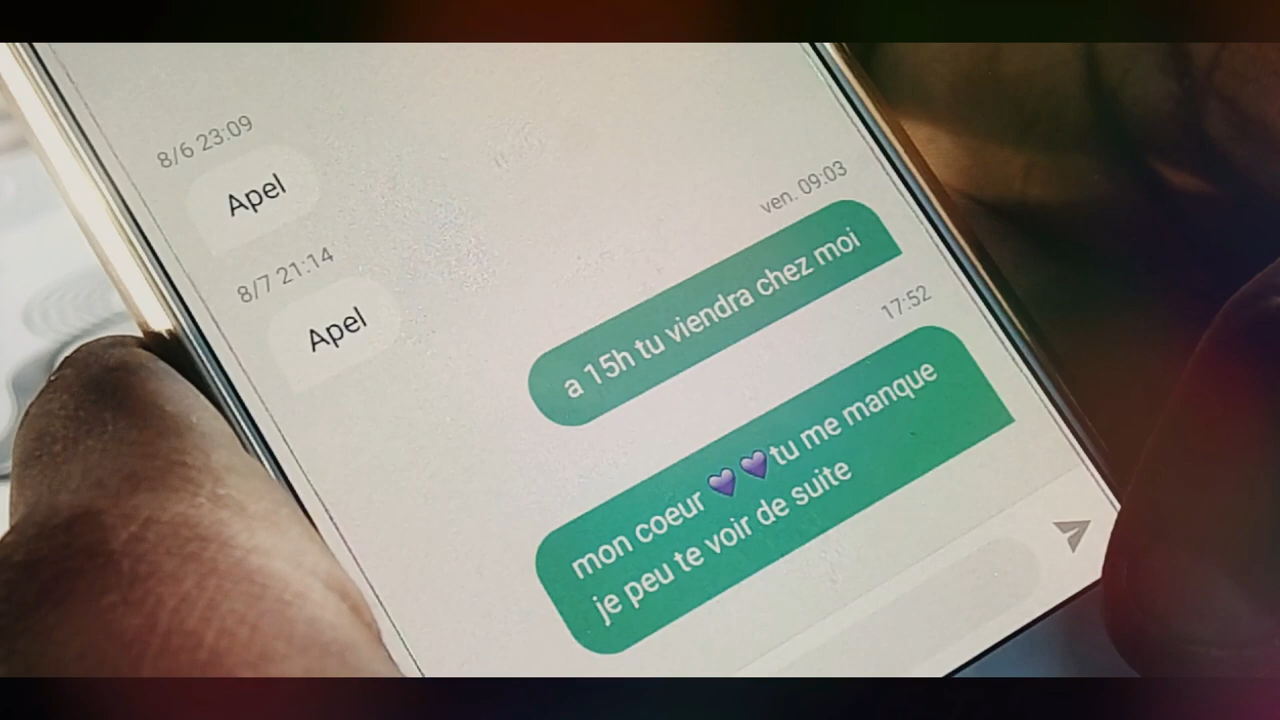 8/6 23:09
Apel
8/7 21:14
Apel
ven. 09:03
a 15h tu viendra chez moi
17:52
mon coeur 💜💜tu me manque
je peu te voir de suite